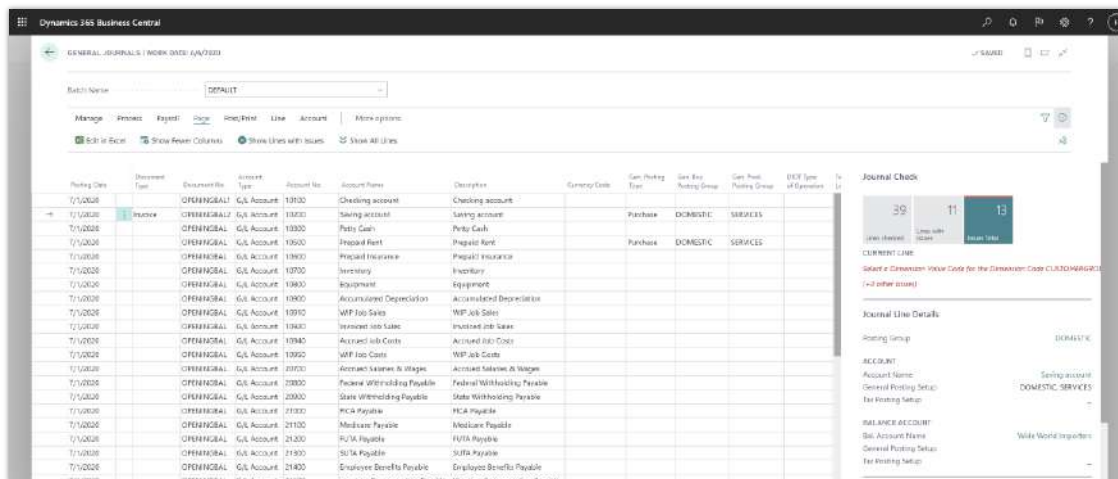 Dynamics 365 Business Central
GENERAL JOURNALS | WORK DATE: 4/6/2020
SAVED
Batch Name DEFAULT
Manage Process Payroll Page Post/Print Line Account More options
Edit in Excel Show Fewer Columns Show Lines with Issues Show All Lines
Posting Date Document Type Document No. Account Type Account No. Account Name Description Currency Code Gen. Posting Type Gen. Bus. Posting Group Gen. Prod. Posting Group DIOT Type of Operation
7/1/2020 OPENINGBAL1 G/L Account 10100 Checking account Checking account
7/1/2020 Invoice OPENINGBAL2 G/L Account 10200 Saving account Saving account Purchase DOMESTIC SERVICES
7/1/2020 OPENINGBAL G/L Account 10300 Petty Cash Petty Cash
7/1/2020 OPENINGBAL G/L Account 10500 Prepaid Rent Prepaid Rent Purchase DOMESTIC SERVICES
7/1/2020 OPENINGBAL G/L Account 10600 Prepaid Insurance Prepaid Insurance
7/1/2020 OPENINGBAL G/L Account 10700 Inventory Inventory
7/1/2020 OPENINGBAL G/L Account 10800 Equipment Equipment
7/1/2020 OPENINGBAL G/L Account 10900 Accumulated Depreciation Accumulated Depreciation
7/1/2020 OPENINGBAL G/L Account 10910 WIP Job Sales WIP Job Sales
7/1/2020 OPENINGBAL G/L Account 10920 Invoiced Job Sales Invoiced Job Sales
7/1/2020 OPENINGBAL G/L Account 10940 Accrued Job Costs Accrued Job Costs
7/1/2020 OPENINGBAL G/L Account 10950 WIP Job Costs WIP Job Costs
7/1/2020 OPENINGBAL G/L Account 20700 Accrued Salaries & Wages Accrued Salaries & Wages
7/1/2020 OPENINGBAL G/L Account 20800 Federal Withholding Payable Federal Withholding Payable
7/1/2020 OPENINGBAL G/L Account 20900 State Withholding Payable State Withholding Payable
7/1/2020 OPENINGBAL G/L Account 21000 FICA Payable FICA Payable
7/1/2020 OPENINGBAL G/L Account 21100 Medicare Payable Medicare Payable
7/1/2020 OPENINGBAL G/L Account 21200 FUTA Payable FUTA Payable
7/1/2020 OPENINGBAL G/L Account 21300 SUTA Payable SUTA Payable
7/1/2020 OPENINGBAL G/L Account 21400 Employee Benefits Payable Employee Benefits Payable
Journal Check
39 11 13
Lines checked Lines with issues Issues total
CURRENT LINE
Select a Dimension Value Code for the Dimension Code CUSTOMERGRO
(+3 other issues)
Journal Line Details
Posting Group DOMESTIC
ACCOUNT
Account Name Saving account
General Posting Setup DOMESTIC, SERVICES
Tax Posting Setup _
BALANCE ACCOUNT
Bal. Account Name Wide World Importers
General Posting Setup
Tax Posting Setup _